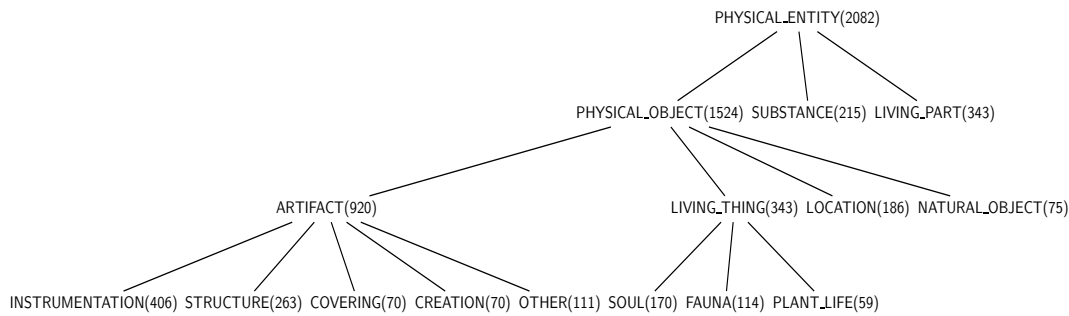 PHYSICAL_ENTITY(2082)
PHYSICAL_OBJECT(1524) SUBSTANCE(215) LIVING_PART(343)
ARTIFACT(920) LIVING_THING(343) LOCATION(186) NATURAL_OBJECT(75)
INSTRUMENTATION(406) STRUCTURE(263) COVERING(70) CREATION(70) OTHER(111) SOUL(170) FAUNA(114) PLANT_LIFE(59)